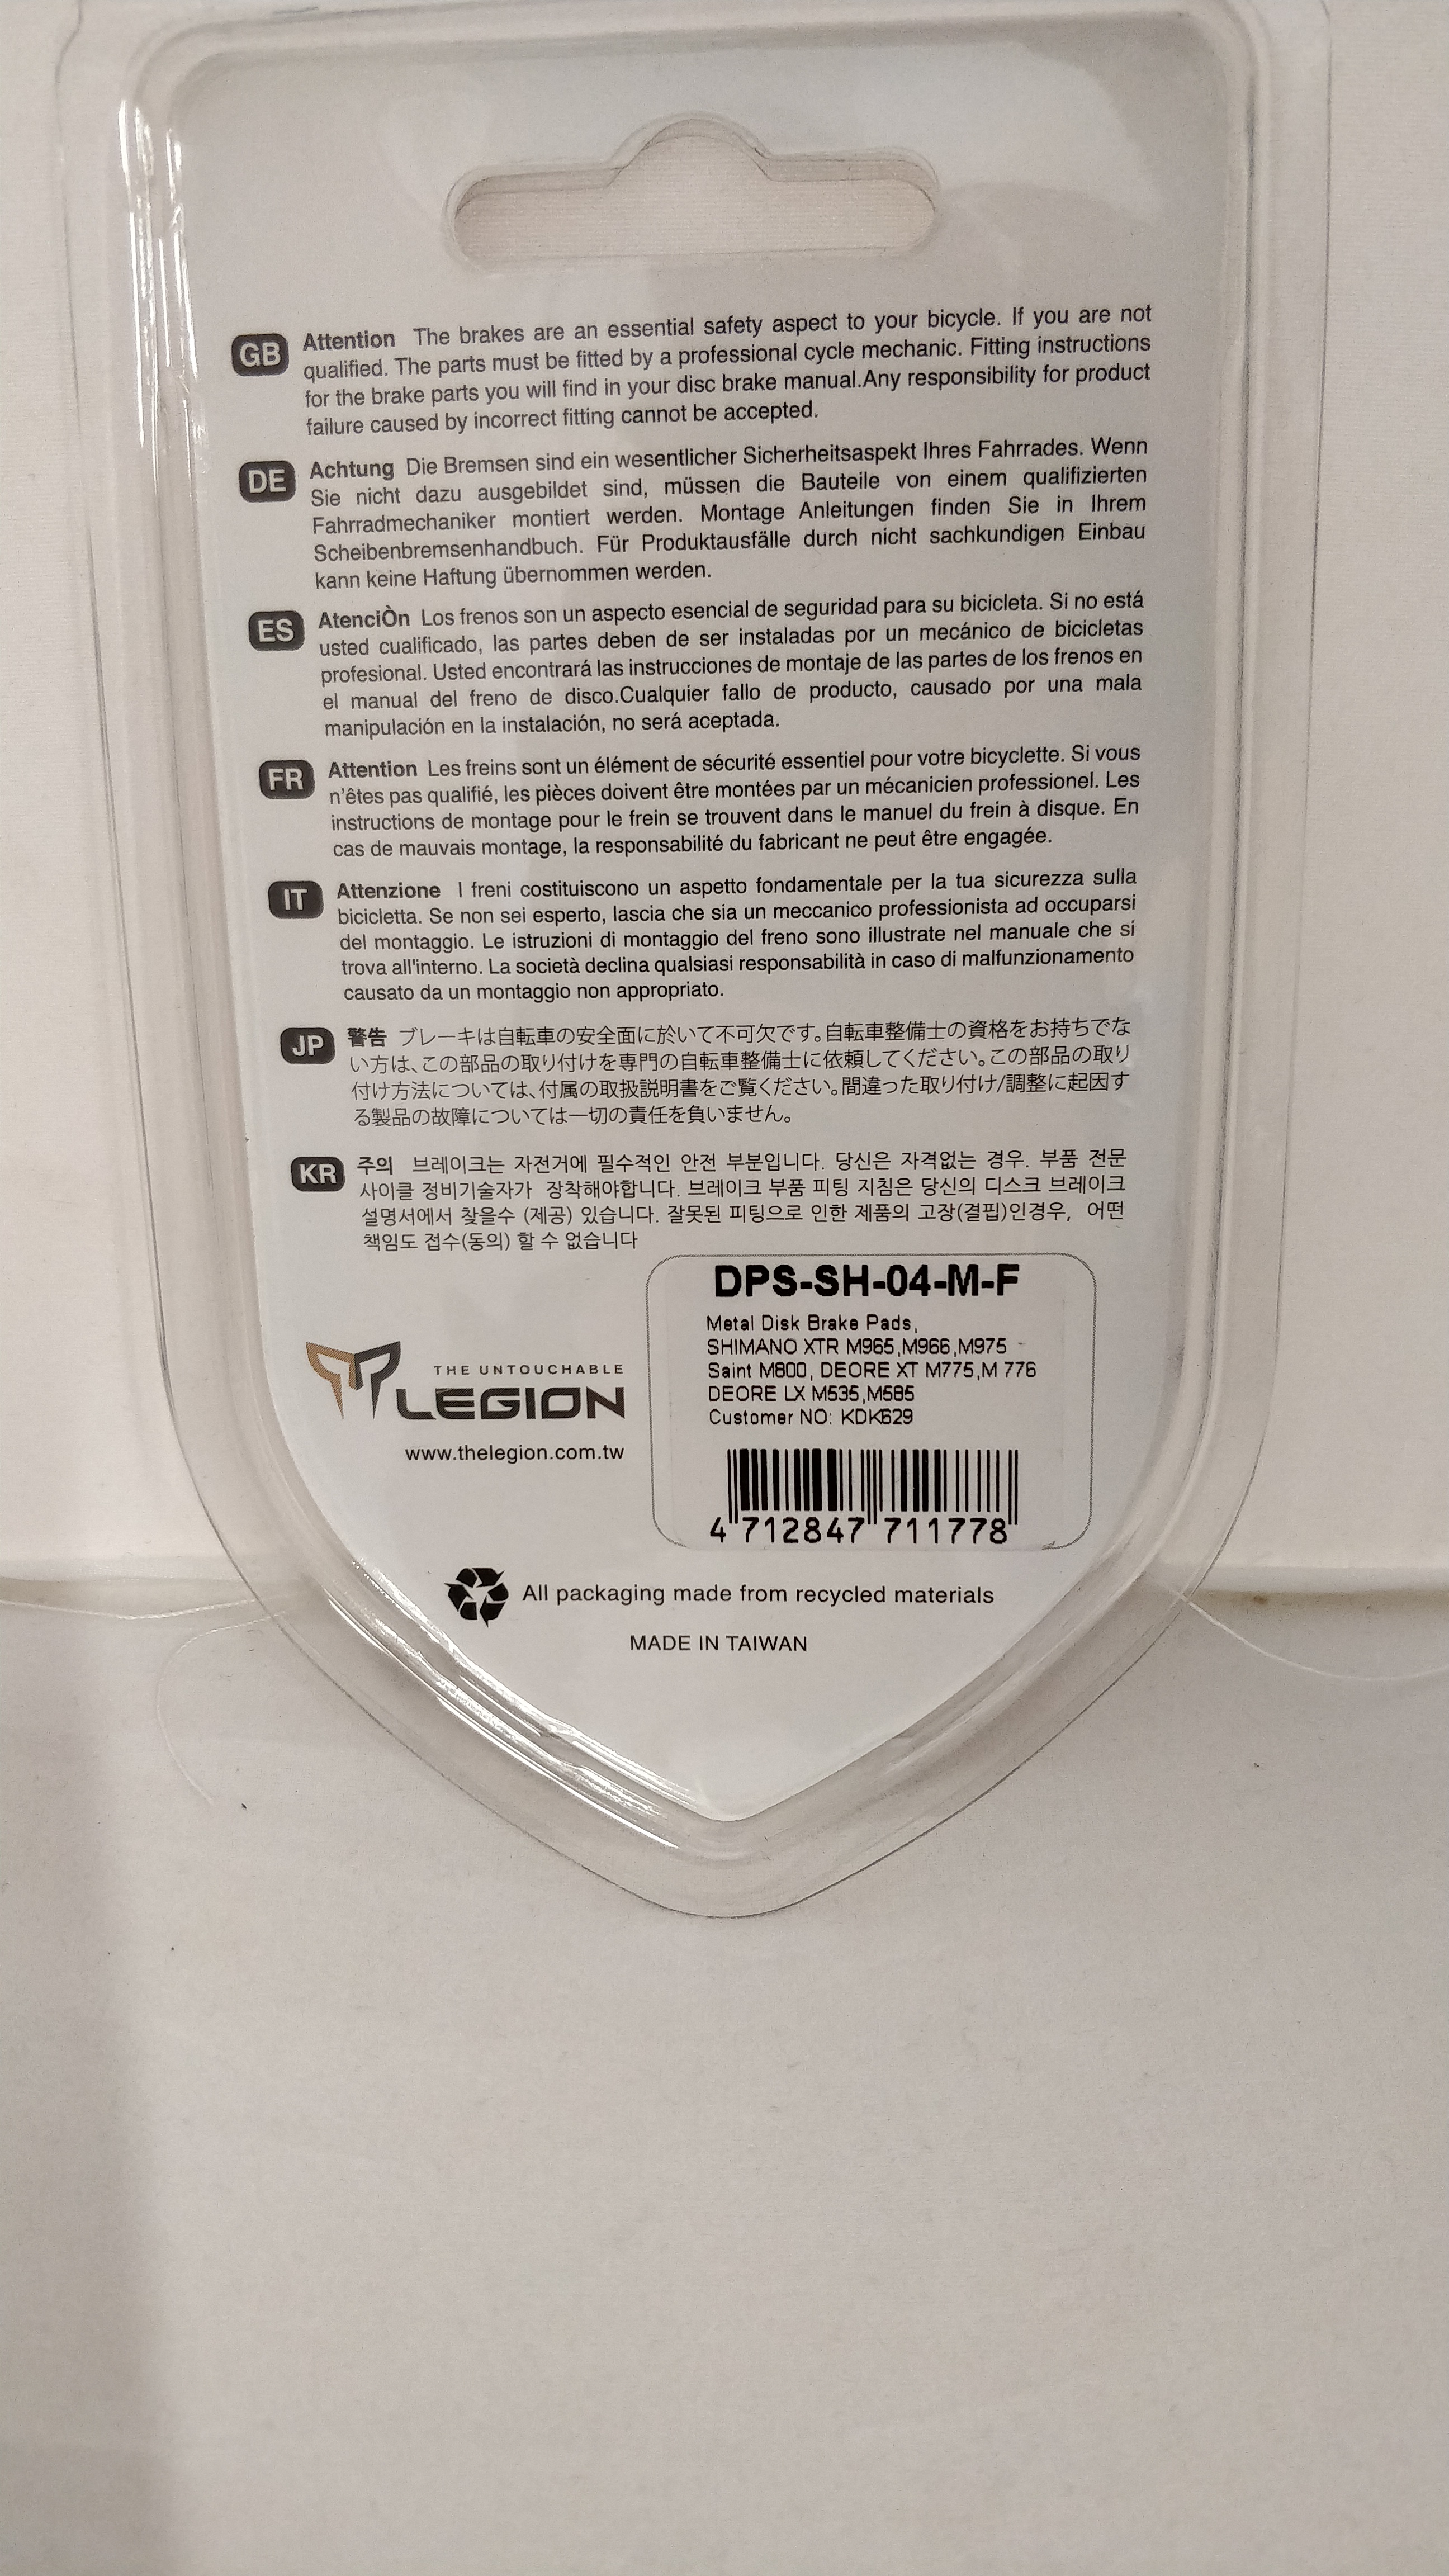 GB Attention The brakes are an essential safety aspect to your bicycle. If you are not
qualified. The parts must be fitted by a professional cycle mechanic. Fitting instructions
for the brake parts you will find in your disc brake manual.Any responsibility for product
failure caused by incorrect fitting cannot be accepted.
DE Achtung Die Bremsen sind ein wesentlicher Sicherheitsaspekt Ihres Fahrrades. Wenn
Sie nicht dazu ausgebildet sind, müssen die Bauteile von einem qualifizierten
Fahrradmechaniker montiert werden. Montage Anleitungen finden Sie in Ihrem
Scheibenbremsenhandbuch. Für Produktausfälle durch nicht sachkundigen Einbau
kann keine Haftung übernommen werden.
ES AtenciÒn Los frenos son un aspecto esencial de seguridad para su bicicleta. Si no está
usted cualificado, las partes deben de ser instaladas por un mecánico de bicicletas
profesional. Usted encontrará las instrucciones de montaje de las partes de los frenos en
el manual del freno de disco.Cualquier fallo de producto, causado por una mala
manipulación en la instalación, no será aceptada.
FR Attention Les freins sont un élément de sécurité essentiel pour votre bicyclette. Si vous
n'êtes pas qualifié, les pièces doivent être montées par un mécanicien professionel. Les
instructions de montage pour le frein se trouvent dans le manuel du frein à disque. En
cas de mauvais montage, la responsabilité du fabricant ne peut être engagée.
IT Attenzione I freni costituiscono un aspetto fondamentale per la tua sicurezza sulla
bicicletta. Se non sei esperto, lascia che sia un meccanico professionista ad occuparsi
del montaggio. Le istruzioni di montaggio del freno sono illustrate nel manuale che si
trova all'interno. La società declina qualsiasi responsabilità in caso di malfunzionamento
causato da un montaggio non appropriato.
JP 警告 ブレーキは自転車の安全面に於いて不可欠です。自転車整備士の資格をお持ちでな
い方は、この部品の取り付けを専門の自転車整備士に依頼してください。この部品の取り
付け方法については、付属の取扱説明書をご覧ください。間違った取り付け/調整に起因す
る製品の故障については一切の責任を負いません。
KR 주의 브레이크는 자전거에 필수적인 안전 부분입니다. 당신은 자격없는 경우. 부품 전문
사이클 정비기술자가 장착해야합니다. 브레이크 부품 피팅 지침은 당신의 디스크 브레이크
설명서에서 찾을수 (제공) 있습니다. 잘못된 피팅으로 인한 제품의 고장(결핍)인경우, 어떤
책임도 접수(동의) 할 수 없습니다
DPS-SH-04-M-F
Metal Disk Brake Pads,
SHIMANO XTR M965,M966,M975
Saint M800, DEORE XT M775,M 776
DEORE LX M535,M585
Customer NO: KDK629
4 712847 711778
THE UNTOUCHABLE
LEGION
www.thelegion.com.tw
All packaging made from recycled materials
MADE IN TAIWAN